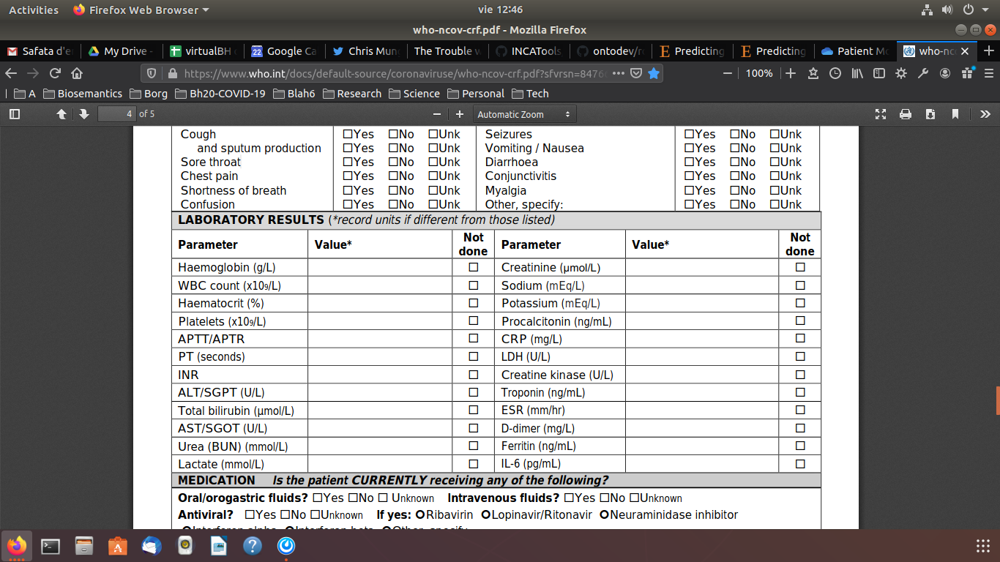 Activities Firefox Web Browser vie 12:46
who-ncov-crf.pdf - Mozilla Firefox
Safata d'e My Drive - virtualBH Google Ca Chris Mun The Trouble w INCATools ontodev/r Predicting Predicting Patient Mo who-nco
https://www.who.int/docs/default-source/coronaviruse/who-ncov-crf.pdf?sfvrsn=8476 100%
A Biosemantics Borg Bh20-COVID-19 Blah6 Research Science Personal Tech
4 of 5 Automatic Zoom
Cough ☐Yes ☐No ☐Unk Seizures ☐Yes ☐No ☐Unk
and sputum production ☐Yes ☐No ☐Unk Vomiting / Nausea ☐Yes ☐No ☐Unk
Sore throat ☐Yes ☐No ☐Unk Diarrhoea ☐Yes ☐No ☐Unk
Chest pain ☐Yes ☐No ☐Unk Conjunctivitis ☐Yes ☐No ☐Unk
Shortness of breath ☐Yes ☐No ☐Unk Myalgia ☐Yes ☐No ☐Unk
Confusion ☐Yes ☐No ☐Unk Other, specify: ☐Yes ☐No ☐Unk
LABORATORY RESULTS (*record units if different from those listed)
Parameter Value* Not done Parameter Value* Not done
Haemoglobin (g/L) ☐ Creatinine (μmol/L) ☐
WBC count (x109/L) ☐ Sodium (mEq/L) ☐
Haematocrit (%) ☐ Potassium (mEq/L) ☐
Platelets (x109/L) ☐ Procalcitonin (ng/mL) ☐
APTT/APTR ☐ CRP (mg/L) ☐
PT (seconds) ☐ LDH (U/L) ☐
INR ☐ Creatine kinase (U/L) ☐
ALT/SGPT (U/L) ☐ Troponin (ng/mL) ☐
Total bilirubin (μmol/L) ☐ ESR (mm/hr) ☐
AST/SGOT (U/L) ☐ D-dimer (mg/L) ☐
Urea (BUN) (mmol/L) ☐ Ferritin (ng/mL) ☐
Lactate (mmol/L) ☐ IL-6 (pg/mL) ☐
MEDICATION Is the patient CURRENTLY receiving any of the following?
Oral/orogastric fluids? ☐Yes ☐No ☐ Unknown Intravenous fluids? ☐Yes ☐No ☐Unknown
Antiviral? ☐Yes ☐No ☐Unknown If yes: Ribavirin Lopinavir/Ritonavir Neuraminidase inhibitor
Interferon alpha Interferon beta Other, specify